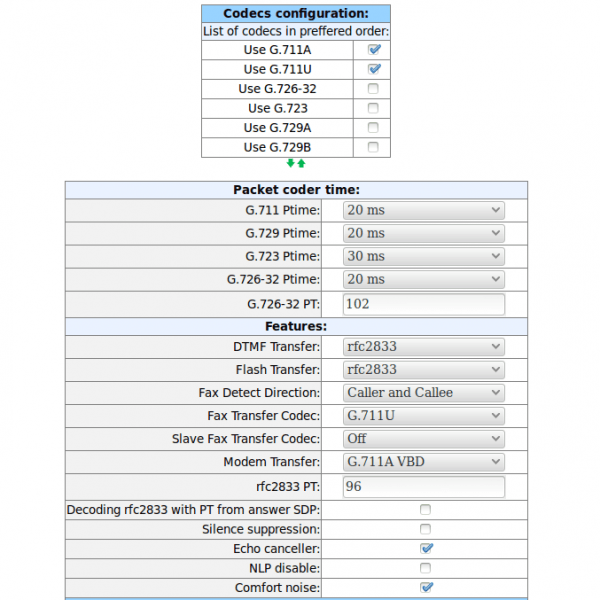 Codecs configuration:
List of codecs in preffered order:
Use G.711A
Use G.711U
Use G.726-32
Use G.723
Use G.729A
Use G.729B
Packet coder time:
G.711 Ptime: 20 ms
G.729 Ptime: 20 ms
G.723 Ptime: 30 ms
G.726-32 Ptime: 20 ms
G.726-32 PT: 102
Features:
DTMF Transfer: rfc2833
Flash Transfer: rfc2833
Fax Detect Direction: Caller and Callee
Fax Transfer Codec: G.711U
Slave Fax Transfer Codec: Off
Modem Transfer: G.711A VBD
rfc2833 PT: 96
Decoding rfc2833 with PT from answer SDP:
Silence suppression:
Echo canceller:
NLP disable:
Comfort noise: